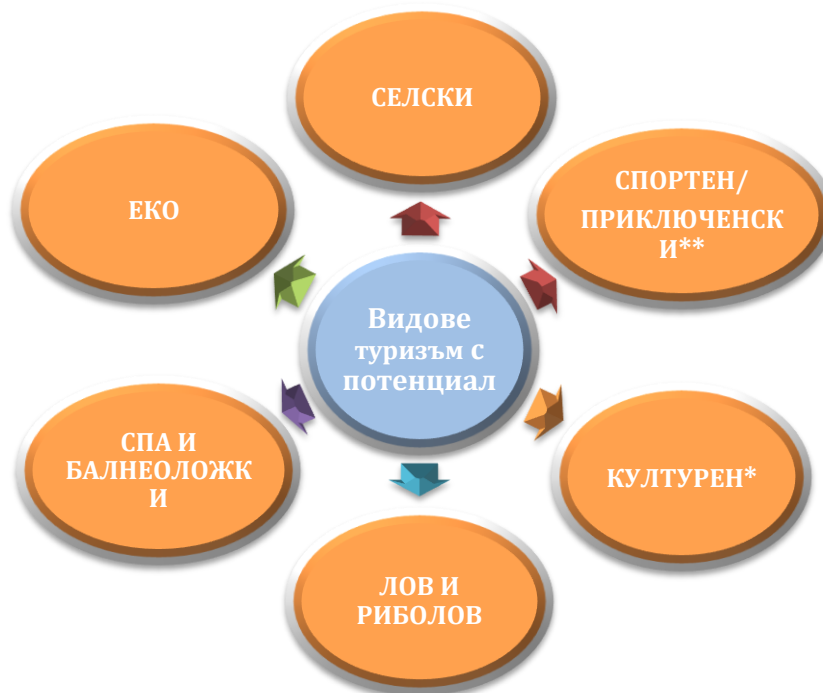 СЕЛСКИ
СПОРТЕН/
ПРИКЛЮЧЕНСК
И**
КУЛТУРЕН*
ЛОВ И
РИБОЛОВ
СПА И
БАЛНЕОЛОЖК
И
ЕКО
Видове
туризъм с
потенциал